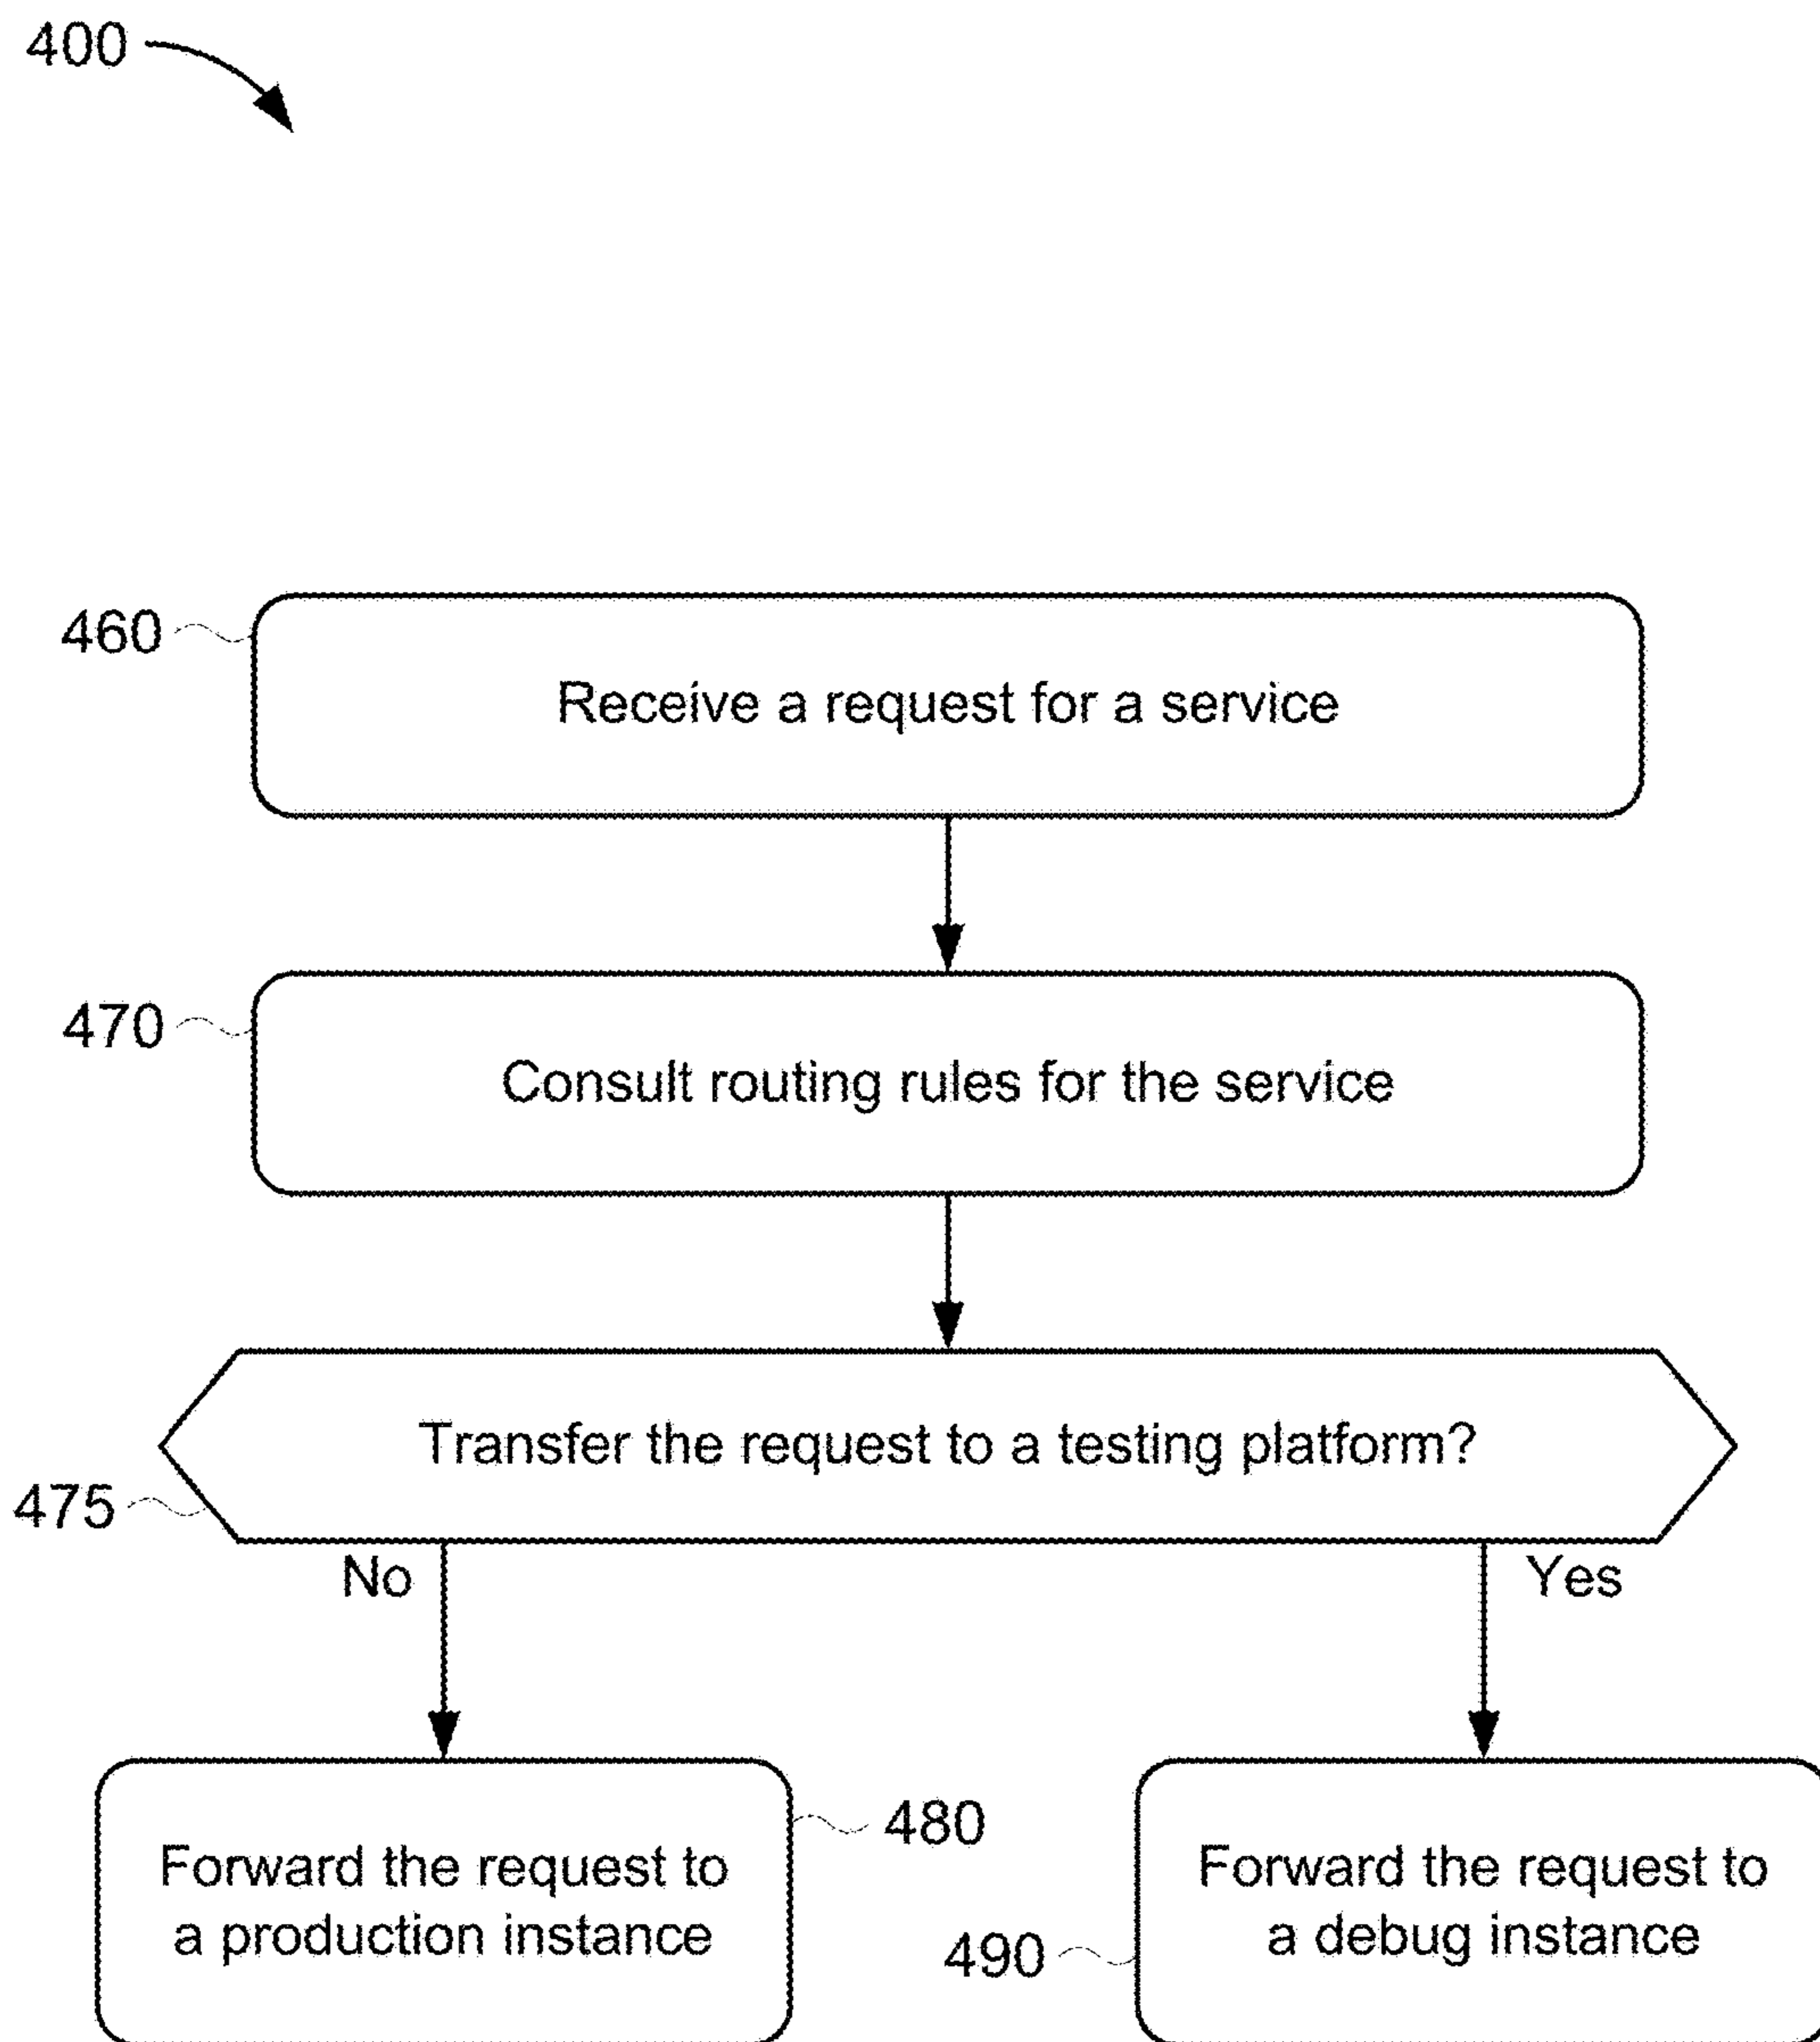 400
460
Receive a request for a service
470
Consult routing rules for the service
Transfer the request to a testing platform?
475
No
Yes
480
Forward the request to
a production instance
490
Forward the request to
a debug instance